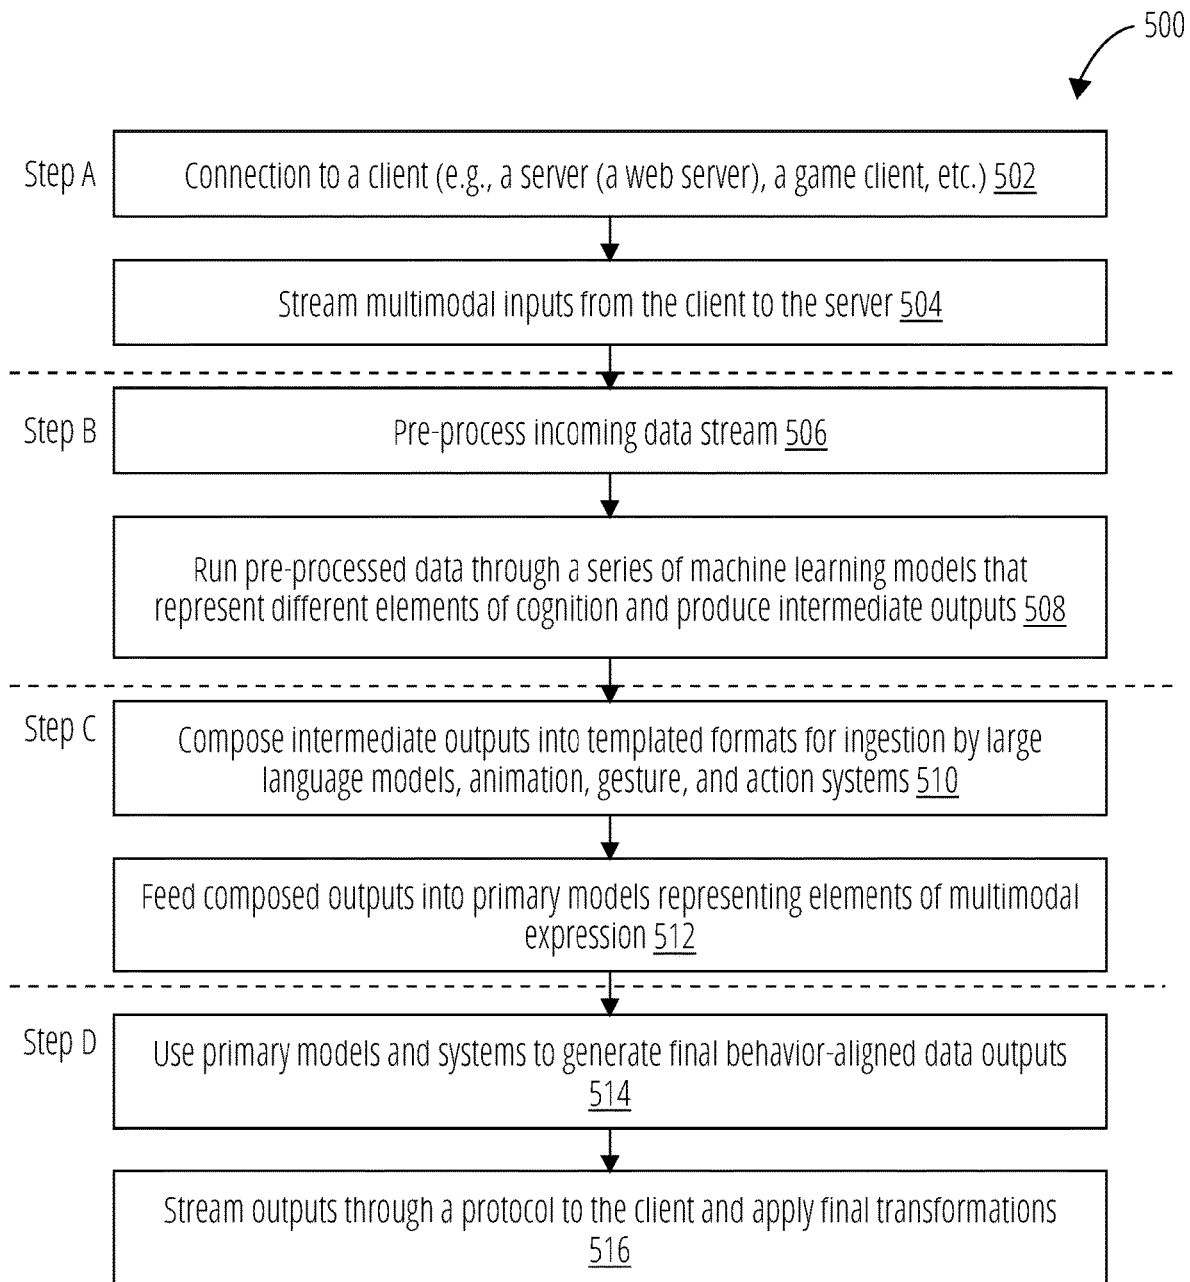 500
Step A
Connection to a client (e.g., a server (a web server), a game client, etc.) 502
Stream multimodal inputs from the client to the server 504
Step B
Pre-process incoming data stream 506
Run pre-processed data through a series of machine learning models that
represent different elements of cognition and produce intermediate outputs 508
Step C
Compose intermediate outputs into templated formats for ingestion by large
language models, animation, gesture, and action systems 510
Feed composed outputs into primary models representing elements of multimodal
expression 512
Step D
Use primary models and systems to generate final behavior-aligned data outputs
514
Stream outputs through a protocol to the client and apply final transformations
516